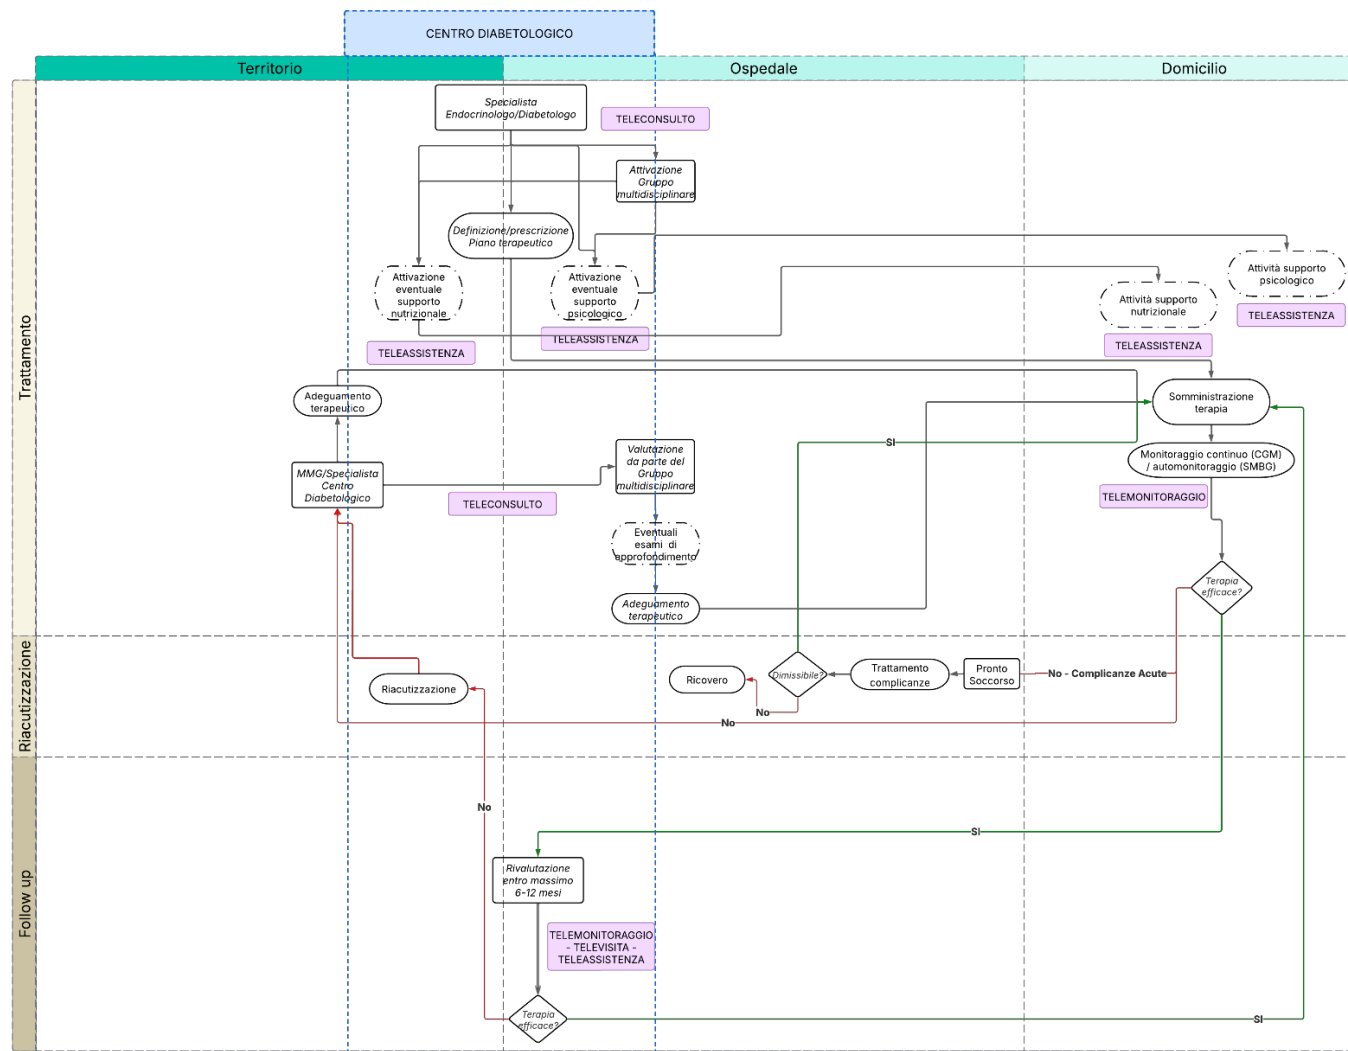 CENTRO DIABETOLOGICO
Territorio
Ospedale
Domicilio
Trattamento
Specialista
Endocrinologo/Diabetologo
TELECONSULTO
Attivazione
Gruppo
multidisciplinare
Definizione/prescrizione
Piano terapeutico
Attivazione
eventuale
supporto
nutrizionale
Attivazione
eventuale
supporto
psicologico
Attività supporto
psicologico
Attività supporto
nutrizionale
TELEASSISTENZA
TELEASSISTENZA
TELEASSISTENZA
TELEASSISTENZA
Adeguamento
terapeutico
Somministrazione
terapia
SI
Monitoraggio continuo (CGM)
/ automonitoraggio (SMBG)
MMG/Specialista
Centro
Diabetologico
Valutazione
da parte del
Gruppo
multidisciplinare
TELECONSULTO
TELEMONITORAGGIO
Eventuali
esami di
approfondimento
Terapia
efficace?
Adeguamento
terapeutico
Riacutizzazione
Riacutizzazione
Ricovero
Dimissibile?
Trattamento
complicanze
Pronto
Soccorso
No - Complicanze Acute
No
No
Follow up
No
SI
Rivalutazione
entro massimo
6-12 mesi
TELEMONITORAGGIO
- TELEVISITA -
TELEASSISTENZA
Terapia
efficace?
SI